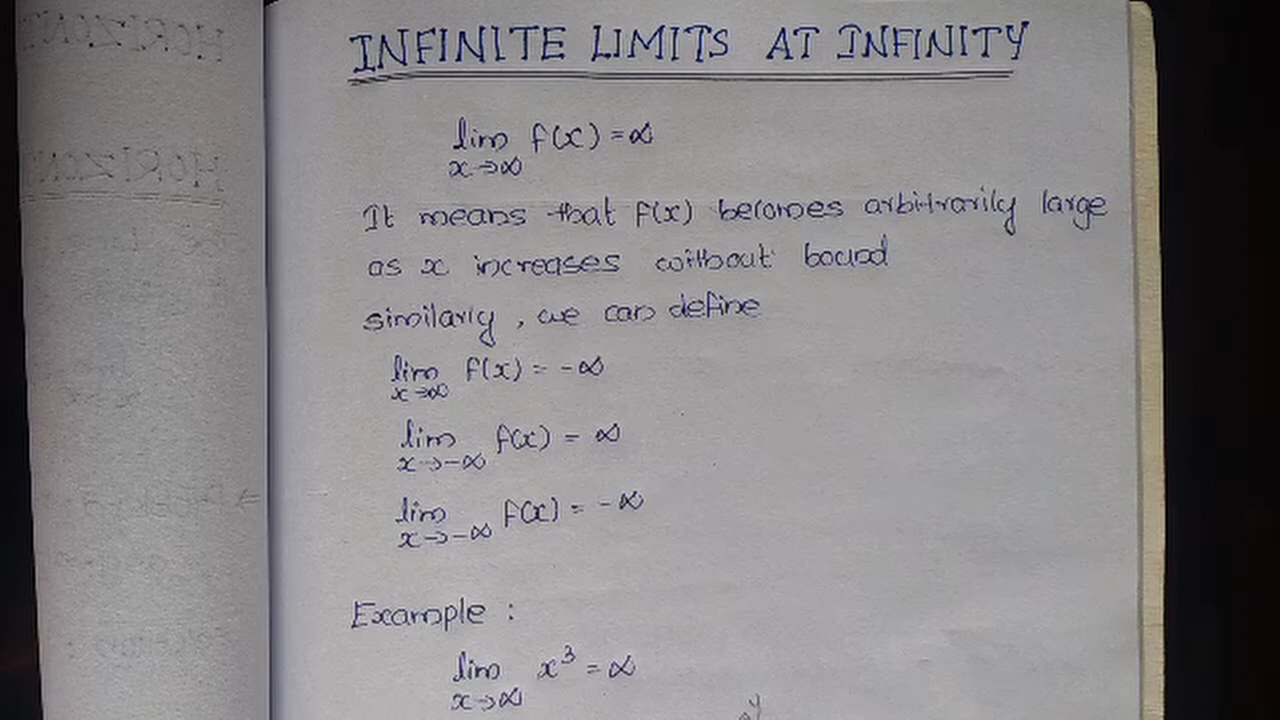 INFINITE LIMITS AT INFINITY
lim f(x) = ∞
x→∞
It means that f(x) becomes arbitrarily large
as x increases without bound
similarly, we can define
lim f(x) = -∞
x→∞
lim f(x) = ∞
x→-∞
lim f(x) = -∞
x→-∞
Example :
lim x³ = ∞
x→∞
y